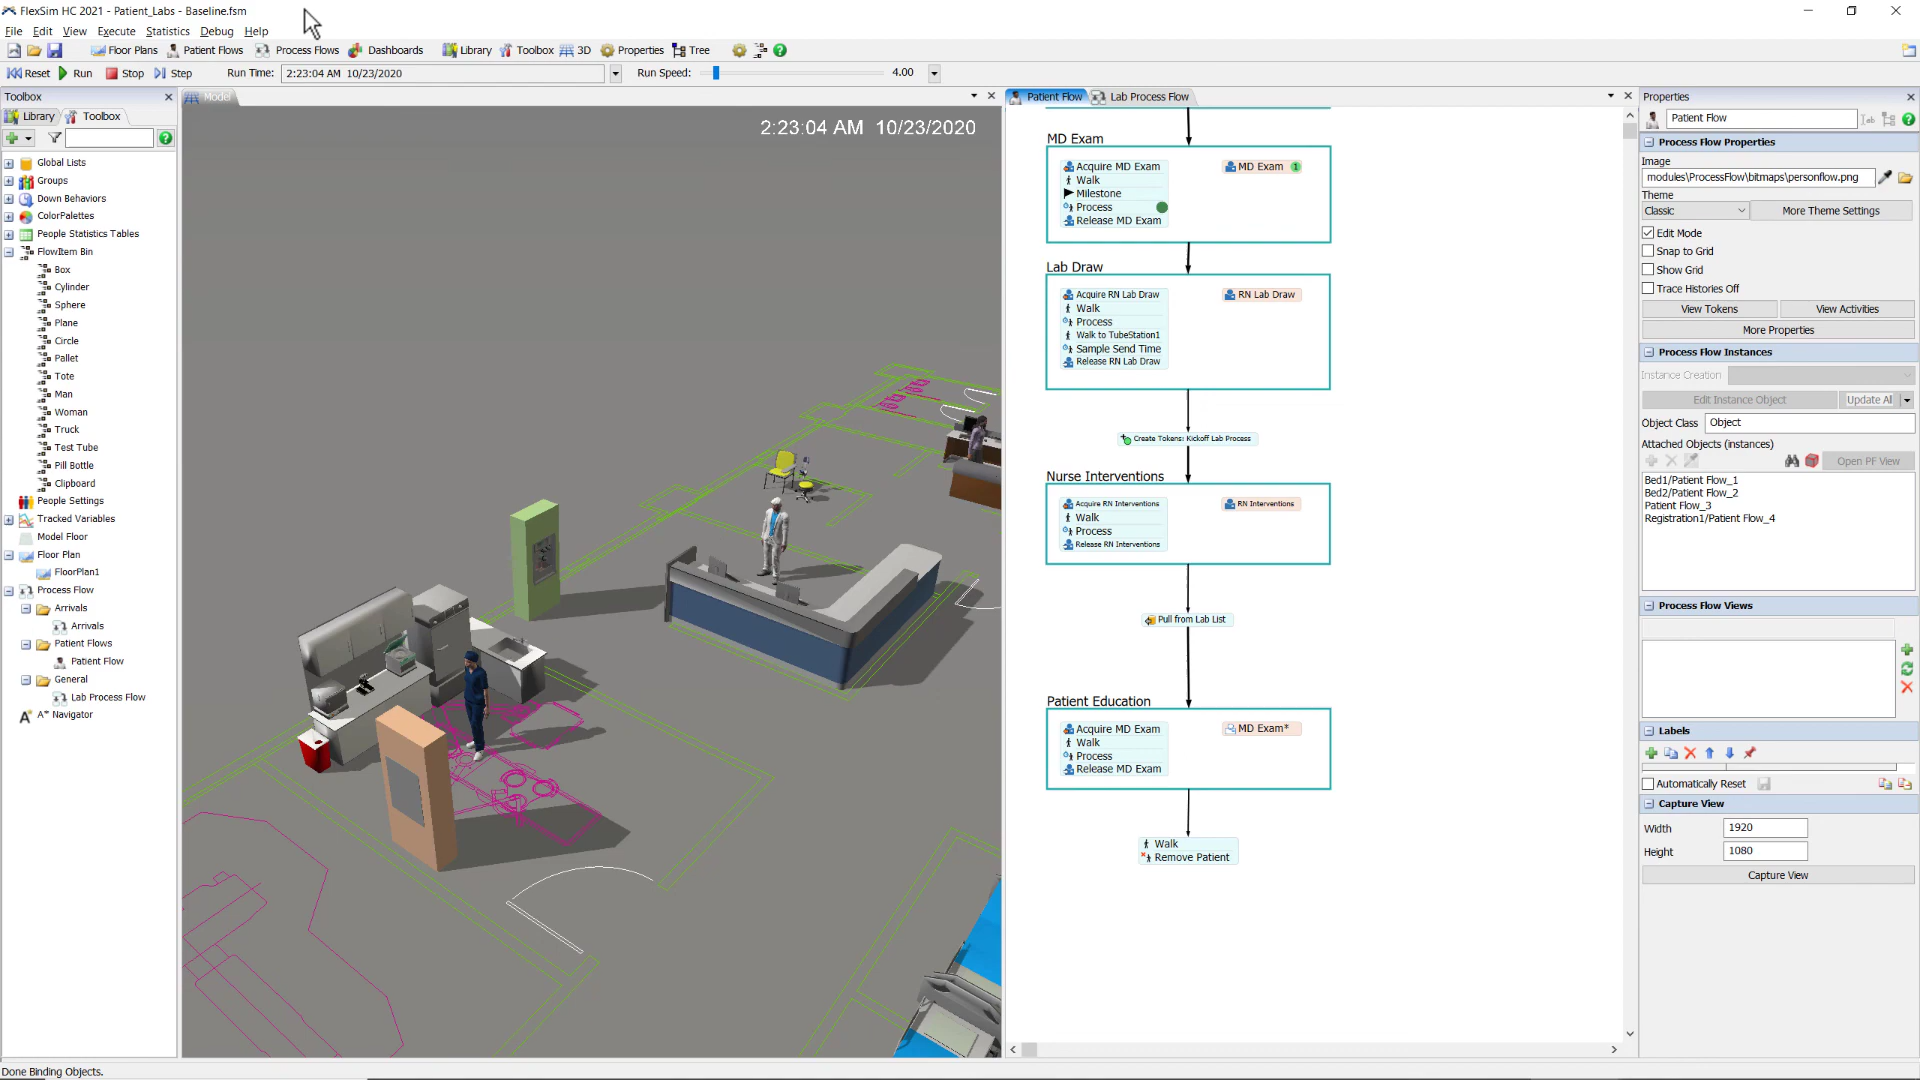 FlexSim HC 2021 - Patient_Labs - Baseline.fsm
File Edit View Execute Statistics Debug Help
Floor Plans Patient Flows Process Flows Dashboards Library Toolbox 3D Properties Tree
Reset Run Stop Step Run Time: 2:23:04 AM 10/23/2020 Run Speed: 4.00
Toolbox
Library Toolbox
Global Lists
Groups
Down Behaviors
ColorPalettes
People Statistics Tables
FlowItem Bin
Box
Cylinder
Sphere
Plane
Circle
Pallet
Tote
Man
Woman
Truck
Test Tube
Pill Bottle
Clipboard
People Settings
Tracked Variables
Model Floor
Floor Plan
FloorPlan1
Process Flow
Arrivals
Arrivals
Patient Flows
Patient Flow
General
Lab Process Flow
A* Navigator
Model
2:23:04 AM 10/23/2020
Patient Flow Lab Process Flow
MD Exam
Acquire MD Exam
Walk
Milestone
Process
Release MD Exam
MD Exam 1
Lab Draw
Acquire RN Lab Draw
Walk
Process
Walk to TubeStation1
Sample Send Time
Release RN Lab Draw
RN Lab Draw
Create Tokens: Kickoff Lab Process
Nurse Interventions
Acquire RN Interventions
Walk
Process
Release RN Interventions
RN Interventions
Pull from Lab List
Patient Education
Acquire MD Exam
Walk
Process
Release MD Exam
MD Exam*
Walk
Remove Patient
Properties
Patient Flow
Process Flow Properties
Image
modules\ProcessFlow\bitmaps\personflow.png
Theme
Classic More Theme Settings
Edit Mode
Snap to Grid
Show Grid
Trace Histories Off
View Tokens View Activities
More Properties
Process Flow Instances
Instance Creation
Edit Instance Object Update All
Object Class Object
Attached Objects (instances)
Open PF View
Bed1/Patient Flow_1
Bed2/Patient Flow_2
Patient Flow_3
Registration1/Patient Flow_4
Process Flow Views
Labels
Automatically Reset
Capture View
Width 1920
Height 1080
Capture View
Done Binding Objects.